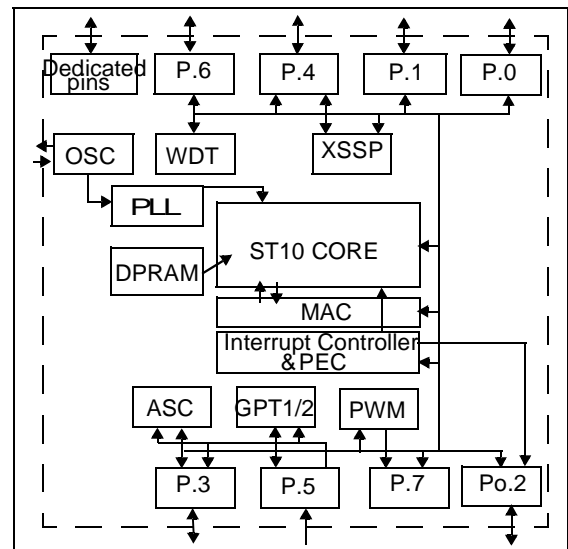 Dedicated
pins
P.6
P.4
P.1
P.0
OSC
WDT
XSSP
PLL
ST10 CORE
DPRAM
MAC
Interrupt Controller
&PEC
ASC
GPT1/2
PWM
P.3
P.5
P.7
Po.2